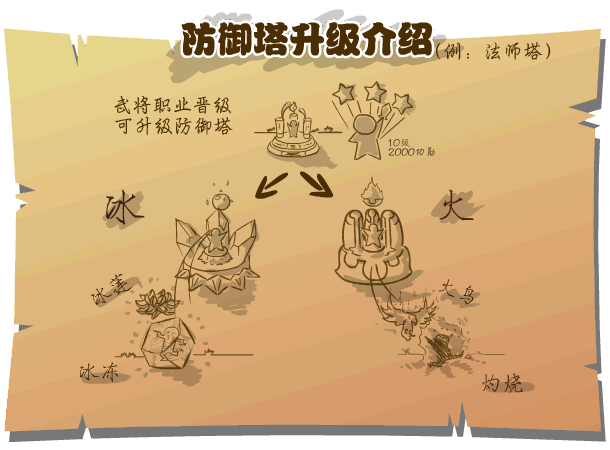 防御塔升级介绍(例：法师塔)
武将职业晋级
可升级防御塔
10级
2000功勋
冰
火
冰莲
火鸟
冰冻
灼烧